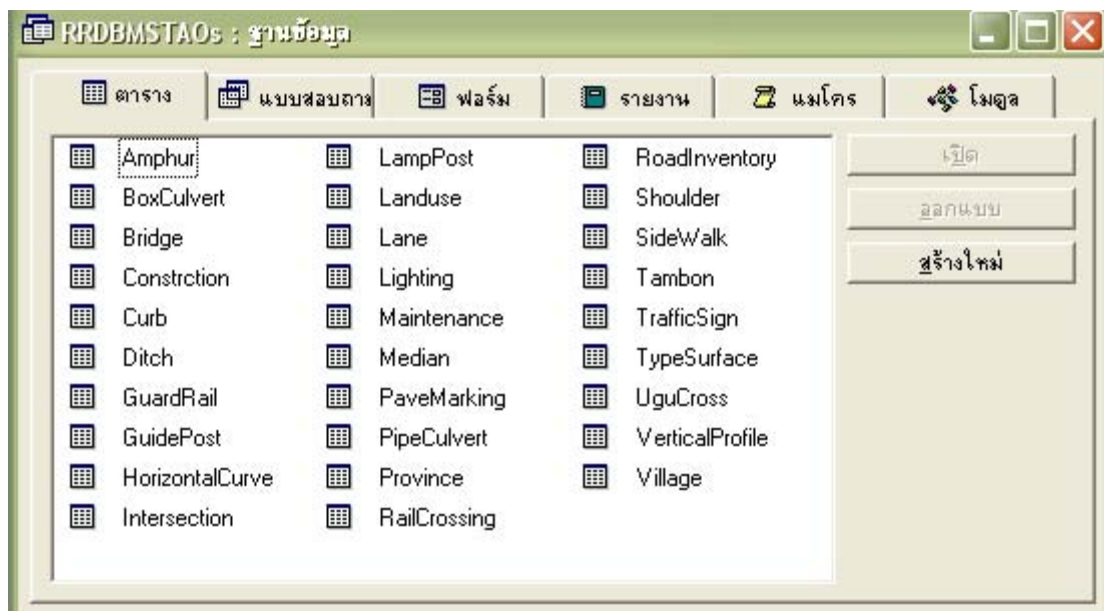 RRDBMSTAOs : ฐานข้อมูล
ตาราง แบบสอบถาม ฟอร์ม รายงาน แมโคร โมดูล
Amphur LampPost RoadInventory เปิด
BoxCulvert Landuse Shoulder ออกแบบ
Bridge Lane SideWalk สร้างใหม่
Constrction Lighting Tambon
Curb Maintenance TrafficSign
Ditch Median TypeSurface
GuardRail PaveMarking UguCross
GuidePost PipeCulvert VerticalProfile
HorizontalCurve Province Village
Intersection RailCrossing